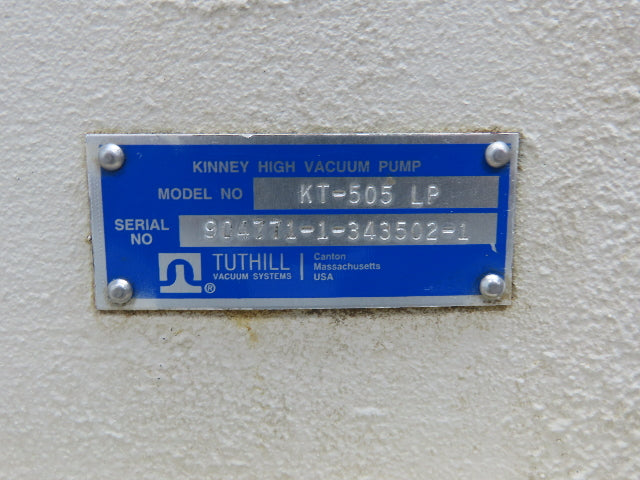 KINNEY HIGH VACUUM PUMP
MODEL NO KT-505 LP
SERIAL NO 904771-1-343502-1
TUTHILL
VACUUM SYSTEMS
®
Canton
Massachusetts
USA